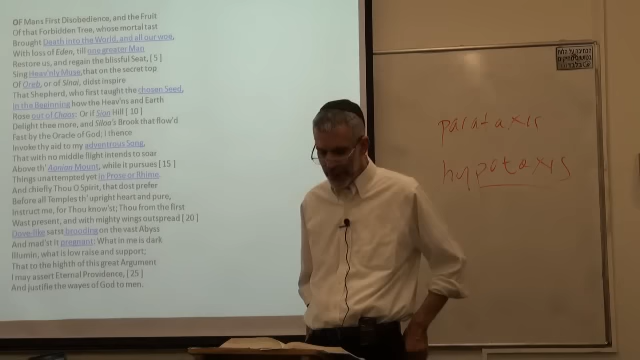 OF Mans First Disobedience, and the Fruit
Of that Forbidden Tree, whose mortal tast
Brought Death into the World, and all our woe,
With loss of Eden, till one greater Man
Restore us, and regain the blissful Seat, [ 5 ]
Sing Heav'nly Muse, that on the secret top
Of Oreb, or of Sinai, didst inspire
That Shepherd, who first taught the chosen Seed,
In the Beginning how the Heav'ns and Earth
Rose out of Chaos: Or if Sion Hill [ 10 ]
Delight thee more, and Siloa's Brook that flow'd
Fast by the Oracle of God; I thence
Invoke thy aid to my adventrous Song,
That with no middle flight intends to soar
Above th' Aonian Mount, while it pursues [ 15 ]
Things unattempted yet in Prose or Rhime.
And chiefly Thou O Spirit, that dost prefer
Before all Temples th' upright heart and pure,
Instruct me, for Thou know'st; Thou from the first
Wast present, and with mighty wings outspread [ 20 ]
Dove-like satst brooding on the vast Abyss
And mad'st it pregnant: What in me is dark
Illumin, what is low raise and support;
That to the highth of this great Argument
I may assert Eternal Providence, [ 25 ]
And justifie the wayes of God to men.
parataxis
hypotaxis